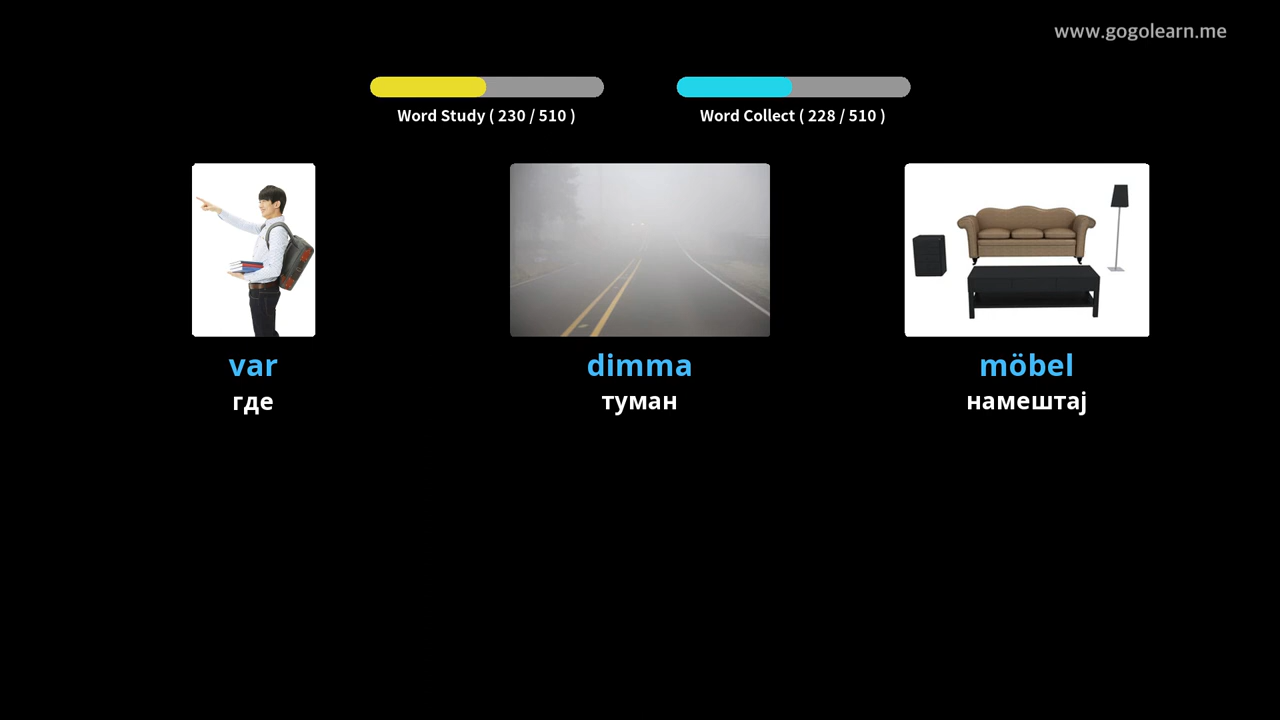 www.gogolearn.me
Word Study ( 230 / 510 )
Word Collect ( 228 / 510 )
var
dimma
möbel
где
туман
намештај